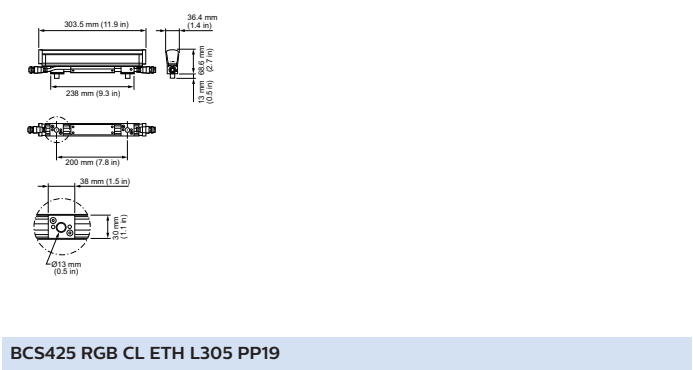 303.5 mm (11.9 in)
36.4 mm
(1.4 in)
68.6 mm
(2.7 in)
13 mm
(0.5 in)
238 mm (9.3 in)
200 mm (7.8 in)
38 mm (1.5 in)
30 mm
(1.1 in)
Ø13 mm
(0.5 in)
BCS425 RGB CL ETH L305 PP19